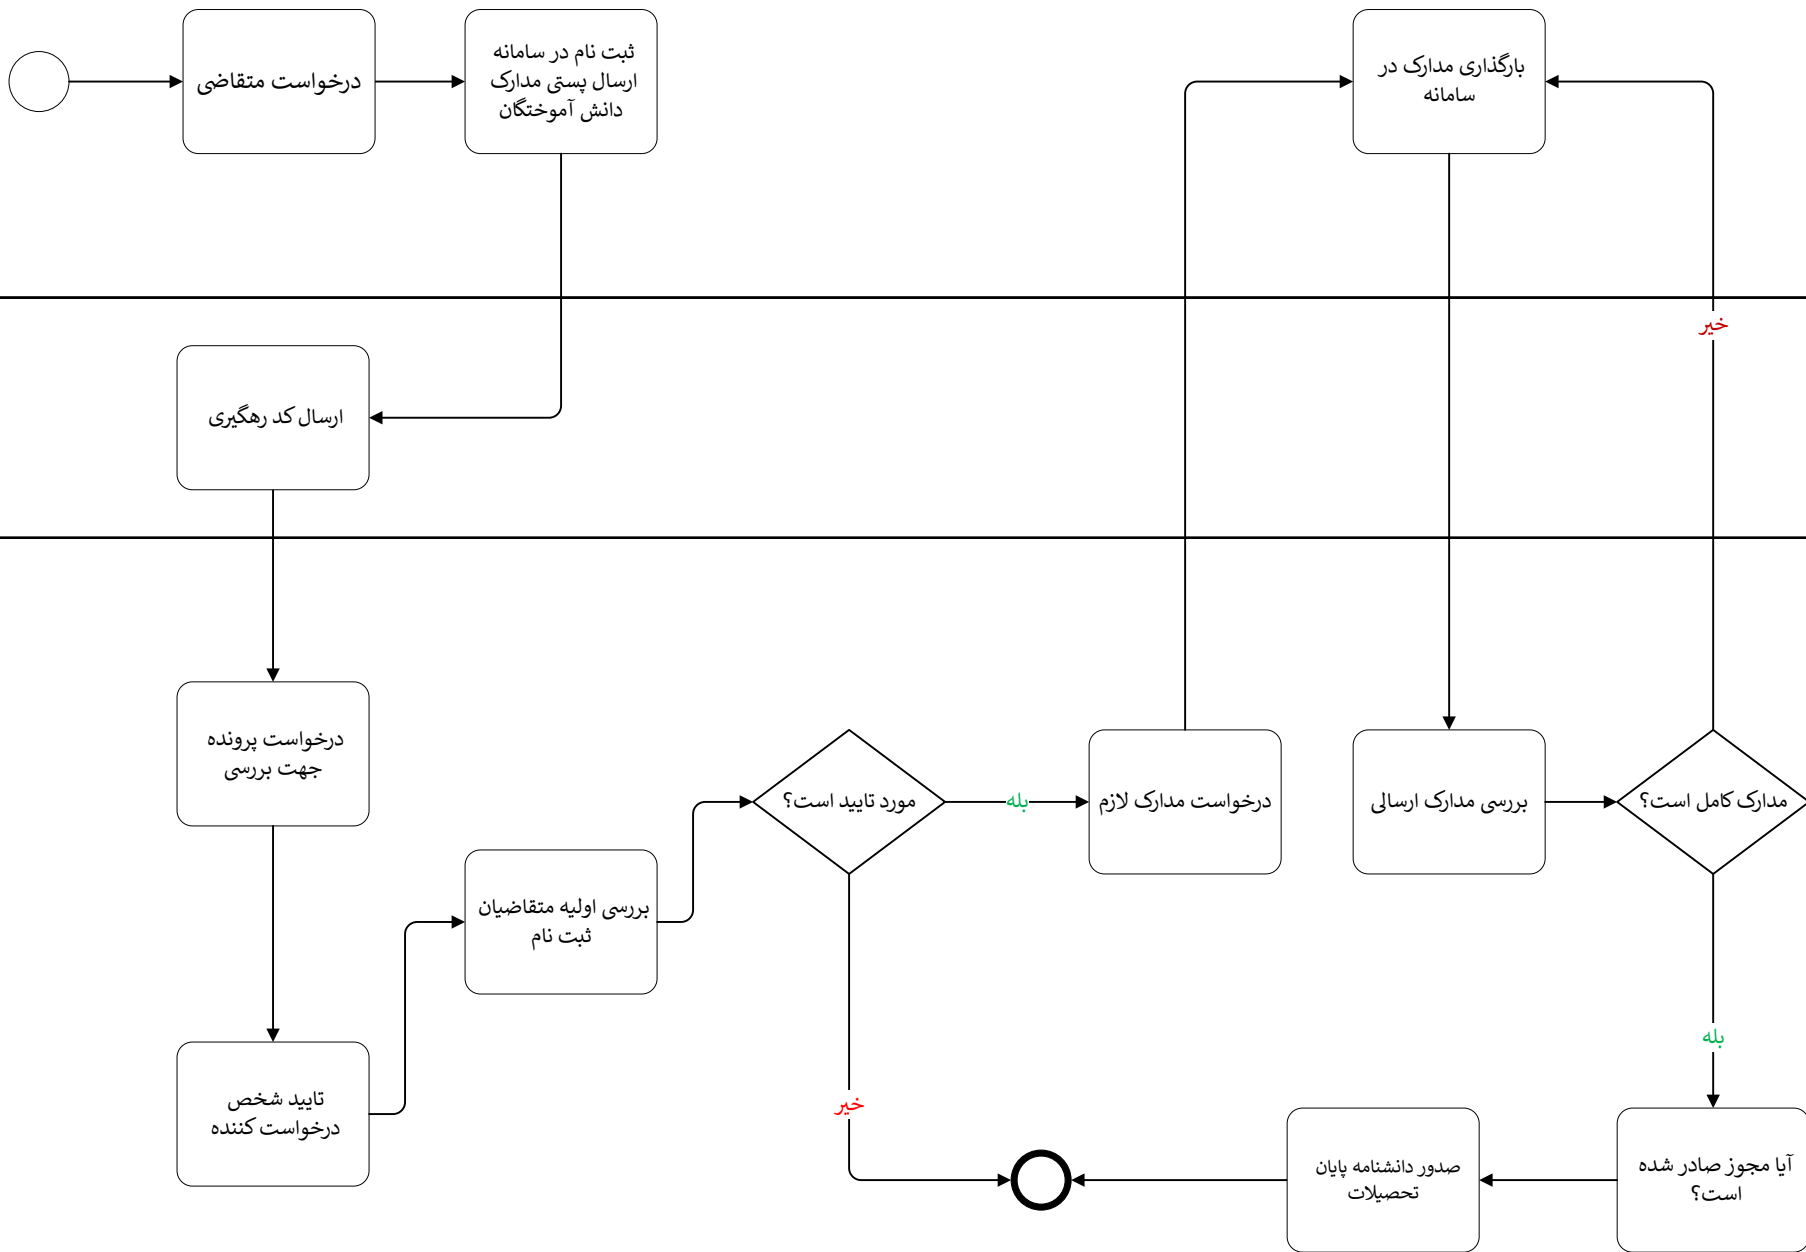 درخواست متقاضی
ثبت نام در سامانه
ارسال پستی مدارک
دانش آموختگان
بارگذاری مدارک در
سامانه
خیر
ارسال کد رهگیری
درخواست پرونده
جهت بررسی
تایید شخص
درخواست کننده
بررسی اولیه متقاضیان
ثبت نام
مورد تایید است؟
بله
خیر
درخواست مدارک لازم
بررسی مدارک ارسالی
مدارک کامل است؟
بله
آیا مجوز صادر شده
است؟
صدور دانشنامه پایان
تحصیلات